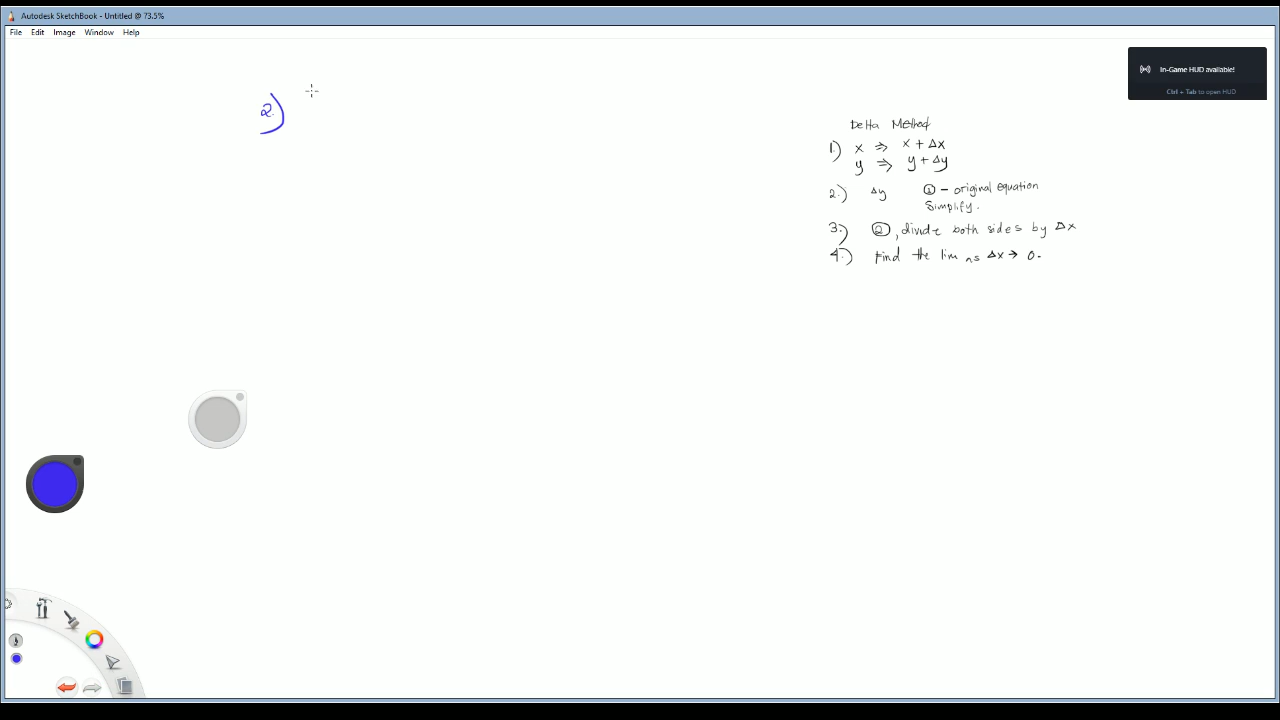 Autodesk SketchBook - Untitled @ 73.5%
File Edit Image Window Help
In-Game HUD available!
Ctrl + Tab to open HUD
2.)
Delta Method
1.) x ⇒ x + Δx
y ⇒ y + Δy
2.) Δy ① - original equation
Simplify.
3.) ②, divide both sides by Δx
4.) Find the lim as Δx → 0.